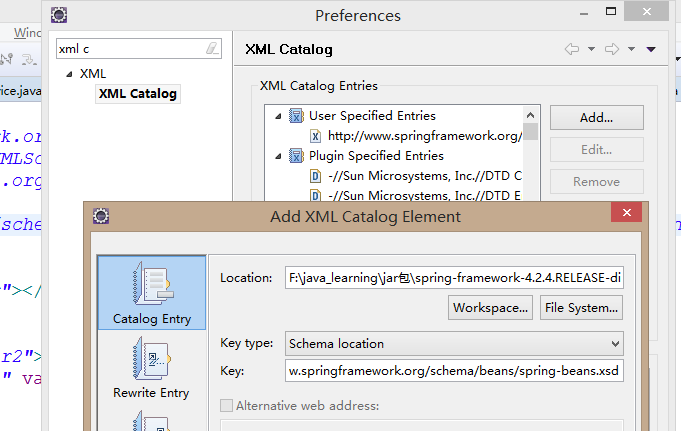 Preferences
Wind
xml c
XML Catalog
vice.java
XML
XML Catalog
XML Catalog Entries
User Specified Entries
Add...
http://www.springframework.org/
Plugin Specified Entries
Edit...
-//Sun Microsystems, Inc.//DTD C
-//Sun Microsystems, Inc.//DTD E
Remove
Add XML Catalog Element
Location:
F:\java_learning\jar包\spring-framework-4.2.4.RELEASE-di
Workspace...
File System...
Catalog Entry
Key type:
Schema location
Key:
w.springframework.org/schema/beans/spring-beans.xsd
Rewrite Entry
Alternative web address:
k.or
MLSc
.org
sche
"></
r2">
" va